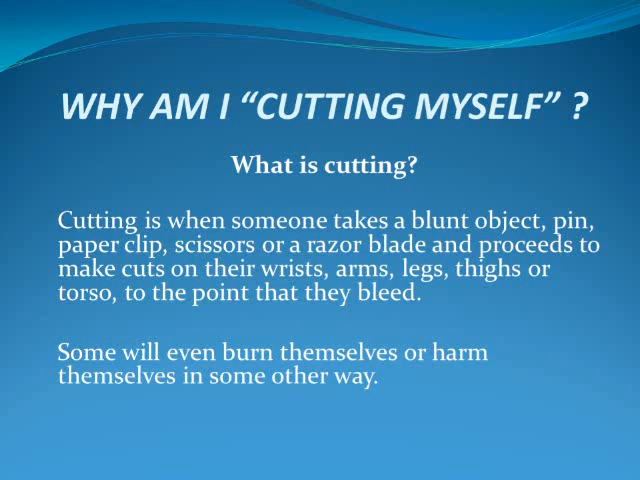 WHY AM I “CUTTING MYSELF” ?
What is cutting?
Cutting is when someone takes a blunt object, pin,
paper clip, scissors or a razor blade and proceeds to
make cuts on their wrists, arms, legs, thighs or
torso, to the point that they bleed.
Some will even burn themselves or harm
themselves in some other way.